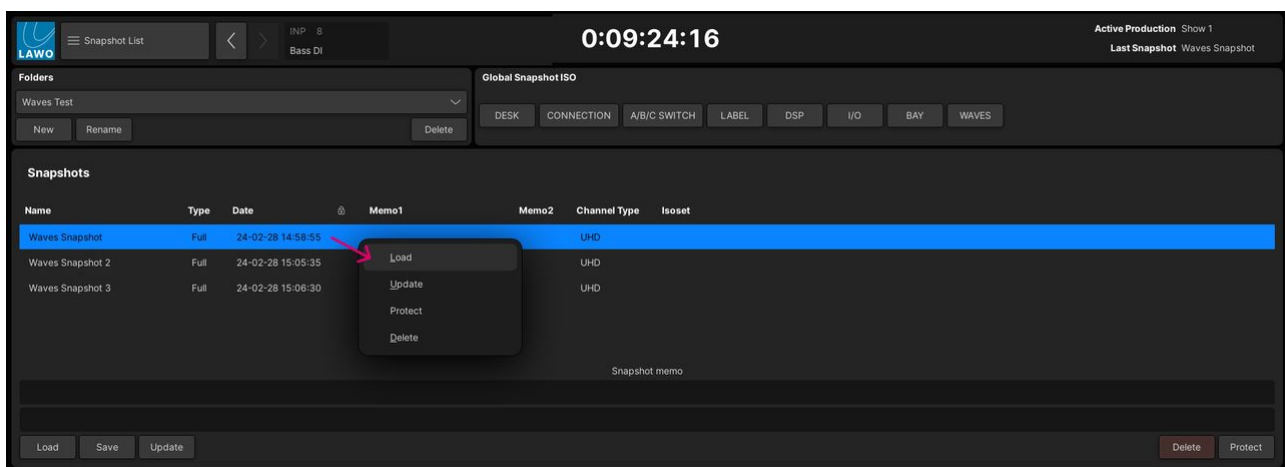 LAWO
Snapshot List
INP 8
Bass DI
0:09:24:16
Active Production Show 1
Last Snapshot Waves Snapshot
Folders
Waves Test
New Rename Delete
Global Snapshot ISO
DESK CONNECTION A/B/C SWITCH LABEL DSP I/O BAY WAVES
Snapshots
Name Type Date Memo1 Memo2 Channel Type Isoset
Waves Snapshot Full 24-02-28 14:58:55 UHD
Waves Snapshot 2 Full 24-02-28 15:05:35 UHD
Waves Snapshot 3 Full 24-02-28 15:06:30 UHD
Load
Update
Protect
Delete
Snapshot memo
Load Save Update Delete Protect